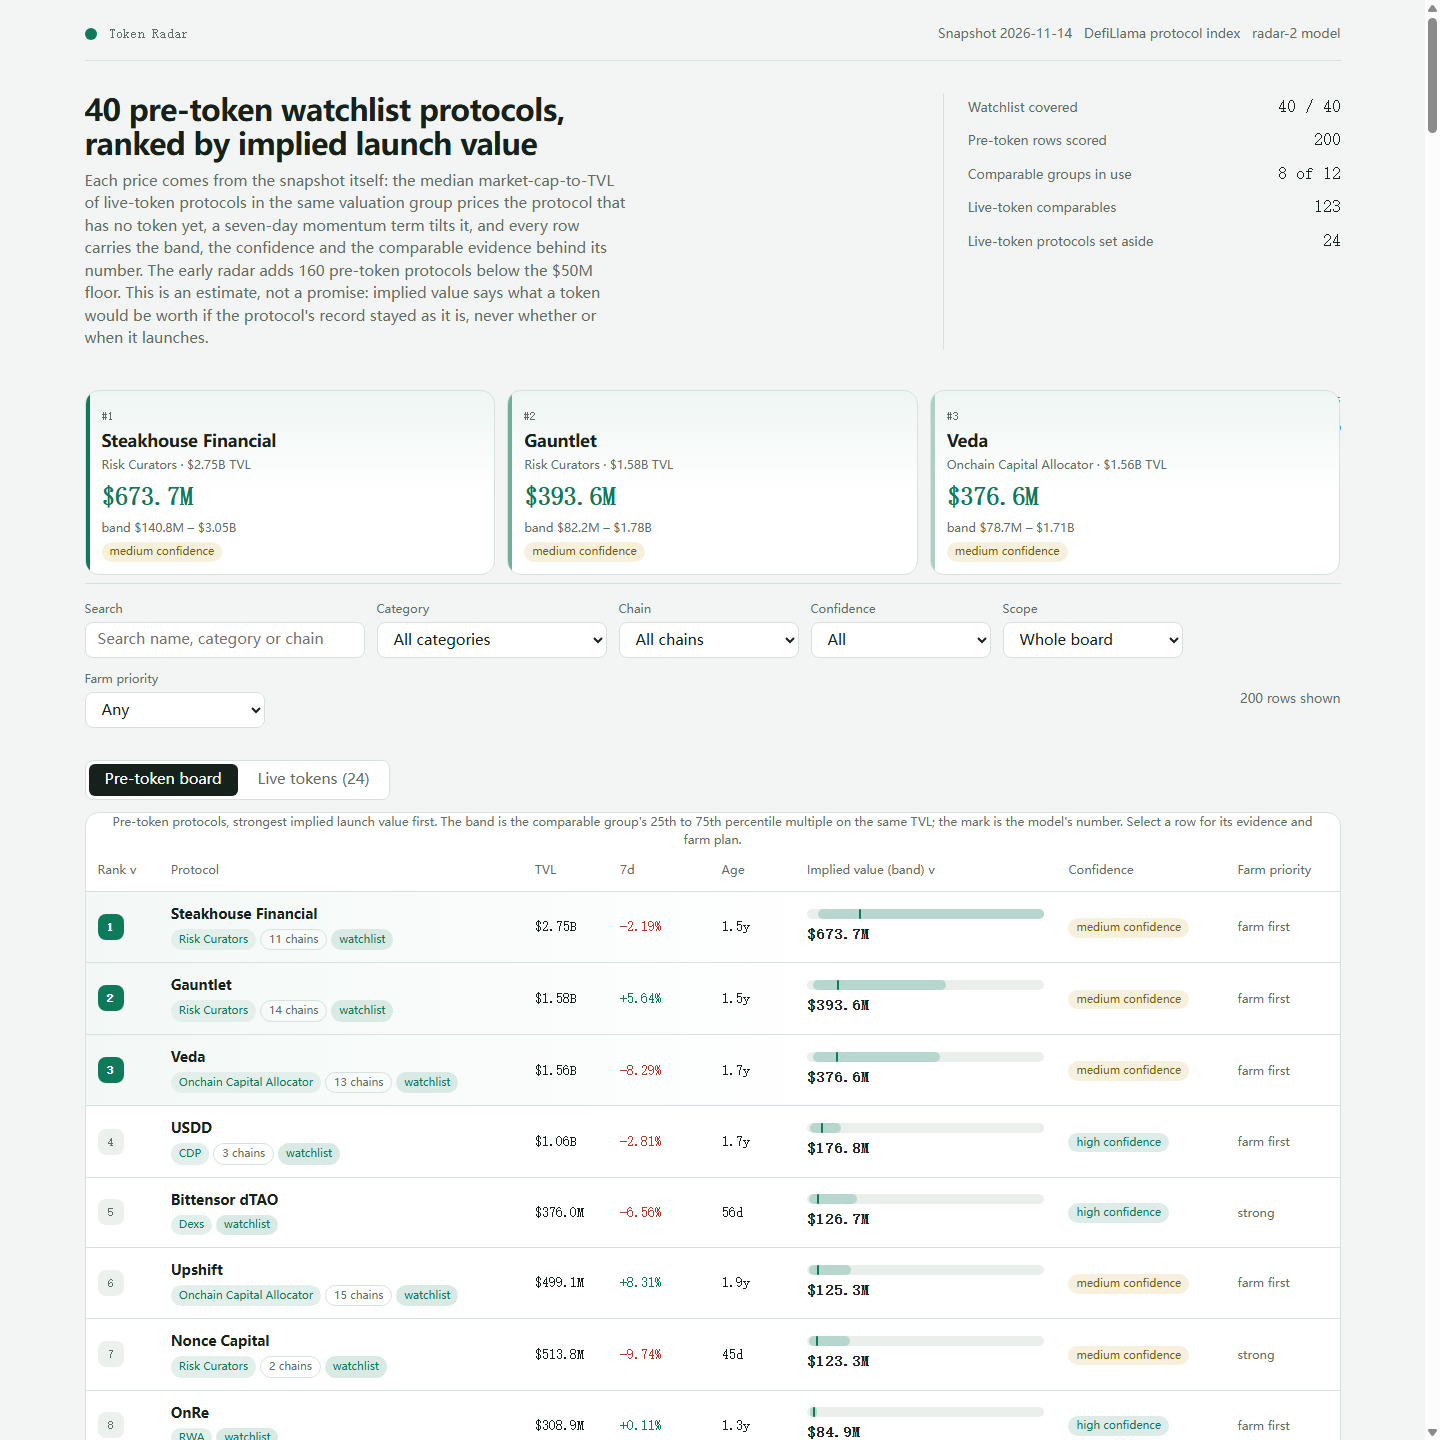 Token Radar
Snapshot 2026-11-14 DefiLlama protocol index radar-2 model
40 pre-token watchlist protocols,
ranked by implied launch value
Each price comes from the snapshot itself: the median market-cap-to-TVL
of live-token protocols in the same valuation group prices the protocol that
has no token yet, a seven-day momentum term tilts it, and every row
carries the band, the confidence and the comparable evidence behind its
number. The early radar adds 160 pre-token protocols below the $50M
floor. This is an estimate, not a promise: implied value says what a token
would be worth if the protocol's record stayed as it is, never whether or
when it launches.
Watchlist covered 40 / 40
Pre-token rows scored 200
Comparable groups in use 8 of 12
Live-token comparables 123
Live-token protocols set aside 24
#1
Steakhouse Financial
Risk Curators · $2.75B TVL
$673.7M
band $140.8M – $3.05B
medium confidence
#2
Gauntlet
Risk Curators · $1.58B TVL
$393.6M
band $82.2M – $1.78B
medium confidence
#3
Veda
Onchain Capital Allocator · $1.56B TVL
$376.6M
band $78.7M – $1.71B
medium confidence
Search Category Chain Confidence Scope
Search name, category or chain All categories All chains All Whole board
Farm priority
Any
200 rows shown
Pre-token board Live tokens (24)
Pre-token protocols, strongest implied launch value first. The band is the comparable group's 25th to 75th percentile multiple on the same TVL; the mark is the model's number. Select a row for its evidence and
farm plan.
Rank v Protocol TVL 7d Age Implied value (band) v Confidence Farm priority
1 Steakhouse Financial $2.75B −2.19% 1.5y $673.7M medium confidence farm first
Risk Curators 11 chains watchlist
2 Gauntlet $1.58B +5.64% 1.5y $393.6M medium confidence farm first
Risk Curators 14 chains watchlist
3 Veda $1.56B −8.29% 1.7y $376.6M medium confidence farm first
Onchain Capital Allocator 13 chains watchlist
4 USDD $1.06B −2.81% 1.7y $176.8M high confidence farm first
CDP 3 chains watchlist
5 Bittensor dTAO $376.0M −6.56% 56d $126.7M high confidence strong
Dexs watchlist
6 Upshift $499.1M +8.31% 1.9y $125.3M medium confidence farm first
Onchain Capital Allocator 15 chains watchlist
7 Nonce Capital $513.8M −9.74% 45d $123.3M medium confidence strong
Risk Curators 2 chains watchlist
8 OnRe $308.9M +0.11% 1.3y $84.9M high confidence farm first
RWA watchlist